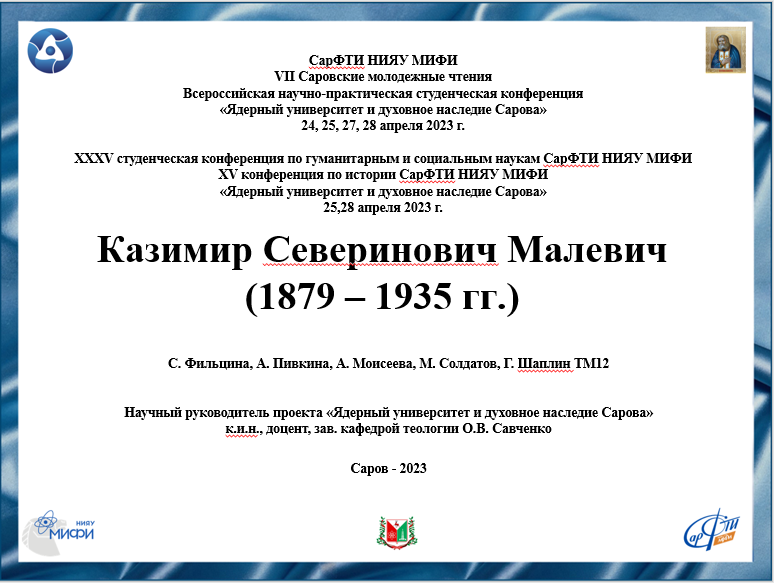 СарФТИ НИЯУ МИФИ
VII Саровские молодежные чтения
Всероссийская научно-практическая студенческая конференция
«Ядерный университет и духовное наследие Сарова»
24, 25, 27, 28 апреля 2023 г.
XXXV студенческая конференция по гуманитарным и социальным наукам СарФТИ НИЯУ МИФИ
XV конференция по истории СарФТИ НИЯУ МИФИ
«Ядерный университет и духовное наследие Сарова»
25,28 апреля 2023 г.
Казимир Северинович Малевич
(1879 – 1935 гг.)
С. Фильцина, А. Пивкина, А. Моисеева, М. Солдатов, Г. Шаплин ТМ12
Научный руководитель проекта «Ядерный университет и духовное наследие Сарова»
к.и.н., доцент, зав. кафедрой теологии О.В. Савченко
Саров - 2023
НИЯУ
МИФИ
СарФТИ